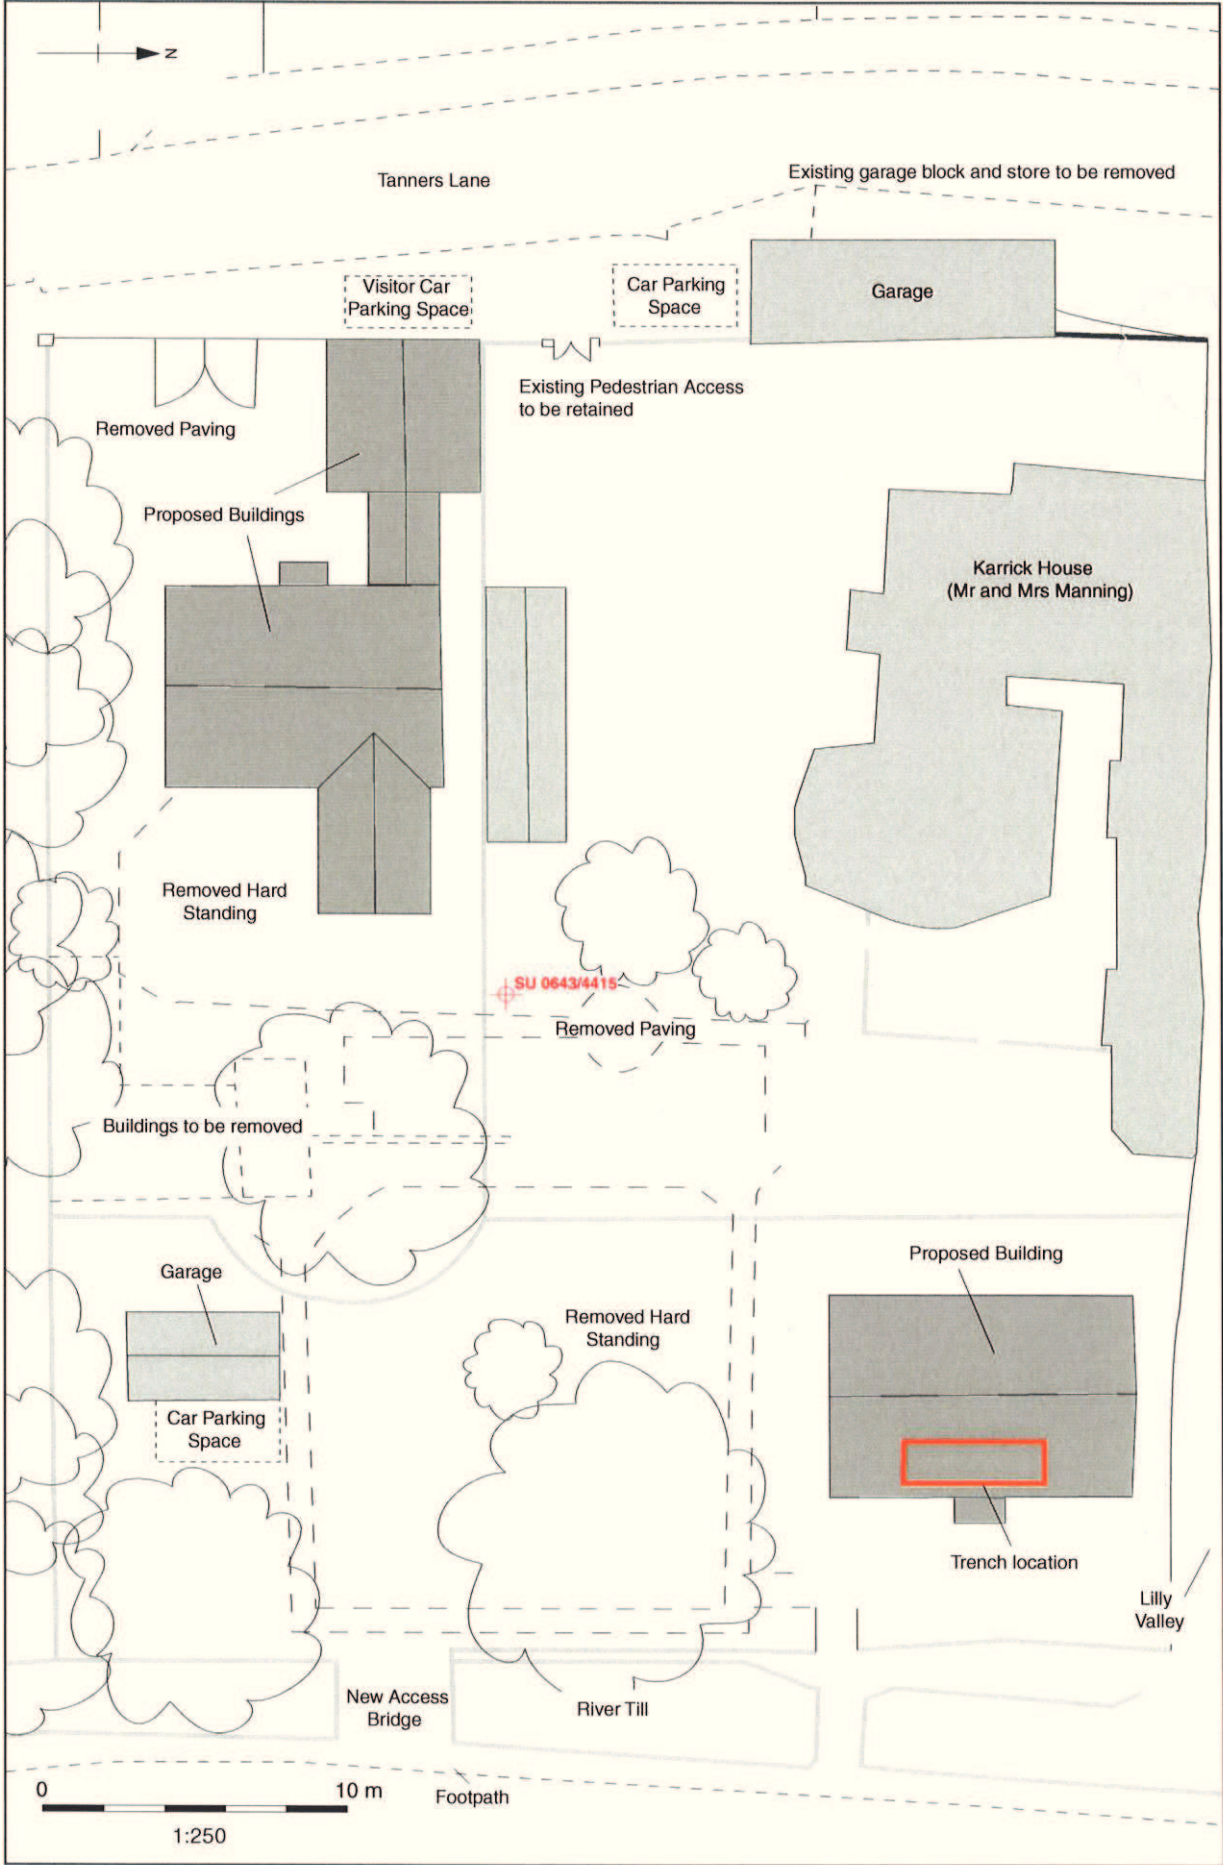 N
Tanners Lane
Existing garage block and store to be removed
Visitor Car
Parking Space
Car Parking
Space
Garage
Existing Pedestrian Access
to be retained
Removed Paving
Proposed Buildings
Karrick House
(Mr and Mrs Manning)
Removed Hard
Standing
SU 0643/4415
Removed Paving
Buildings to be removed
Proposed Building
Garage
Removed Hard
Standing
Car Parking
Space
Trench location
Lilly
Valley
New Access
Bridge
River Till
Footpath
0 10 m
1:250